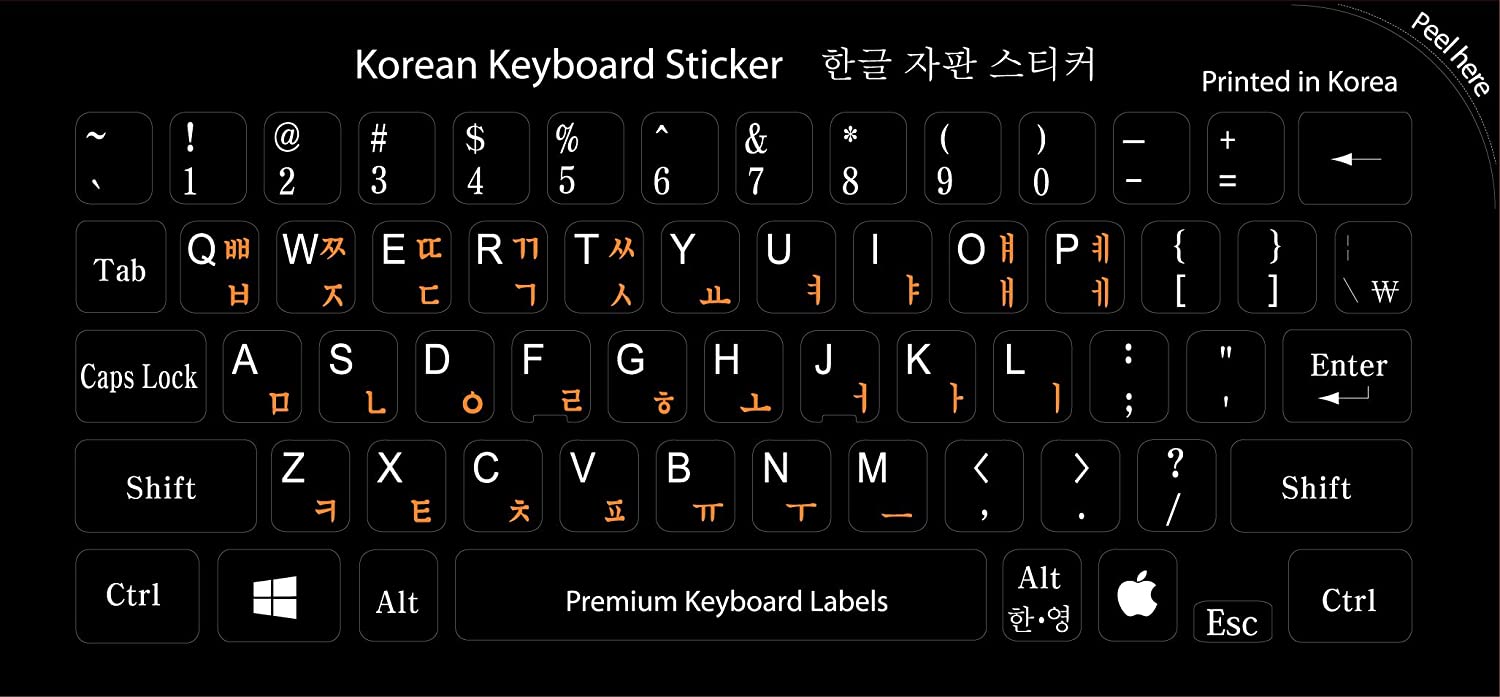 Peel here
Korean Keyboard Sticker 한글 자판 스티커
Printed in Korea
~ ! @ # $ % ^ & * ( ) — +
` 1 2 3 4 5 6 7 8 9 0 - = ←
Tab Q ㅃ W ㅉ E ㄸ R ㄲ T ㅆ Y U I O ㅒ P ㅖ { } ¦
ㅂ ㅈ ㄷ ㄱ ㅅ ㅛ ㅕ ㅑ ㅐ ㅔ [ ] \ ₩
Caps Lock A S D F G H J K L : " Enter
ㅁ ㄴ ㅇ ㄹ ㅎ ㅗ ㅓ ㅏ ㅣ ; ' ↵
Shift Z X C V B N M < > ? Shift
ㅋ ㅌ ㅊ ㅍ ㅠ ㅜ ㅡ , . /
Ctrl Alt Premium Keyboard Labels Alt Esc Ctrl
한•영